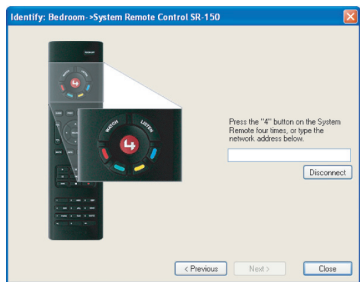 Identify: Bedroom->System Remote Control SR-150
WATCH
LISTEN
4
Press the "4" button on the System
Remote four times, or type the
network address below.
Disconnect
< Previous
Next >
Close